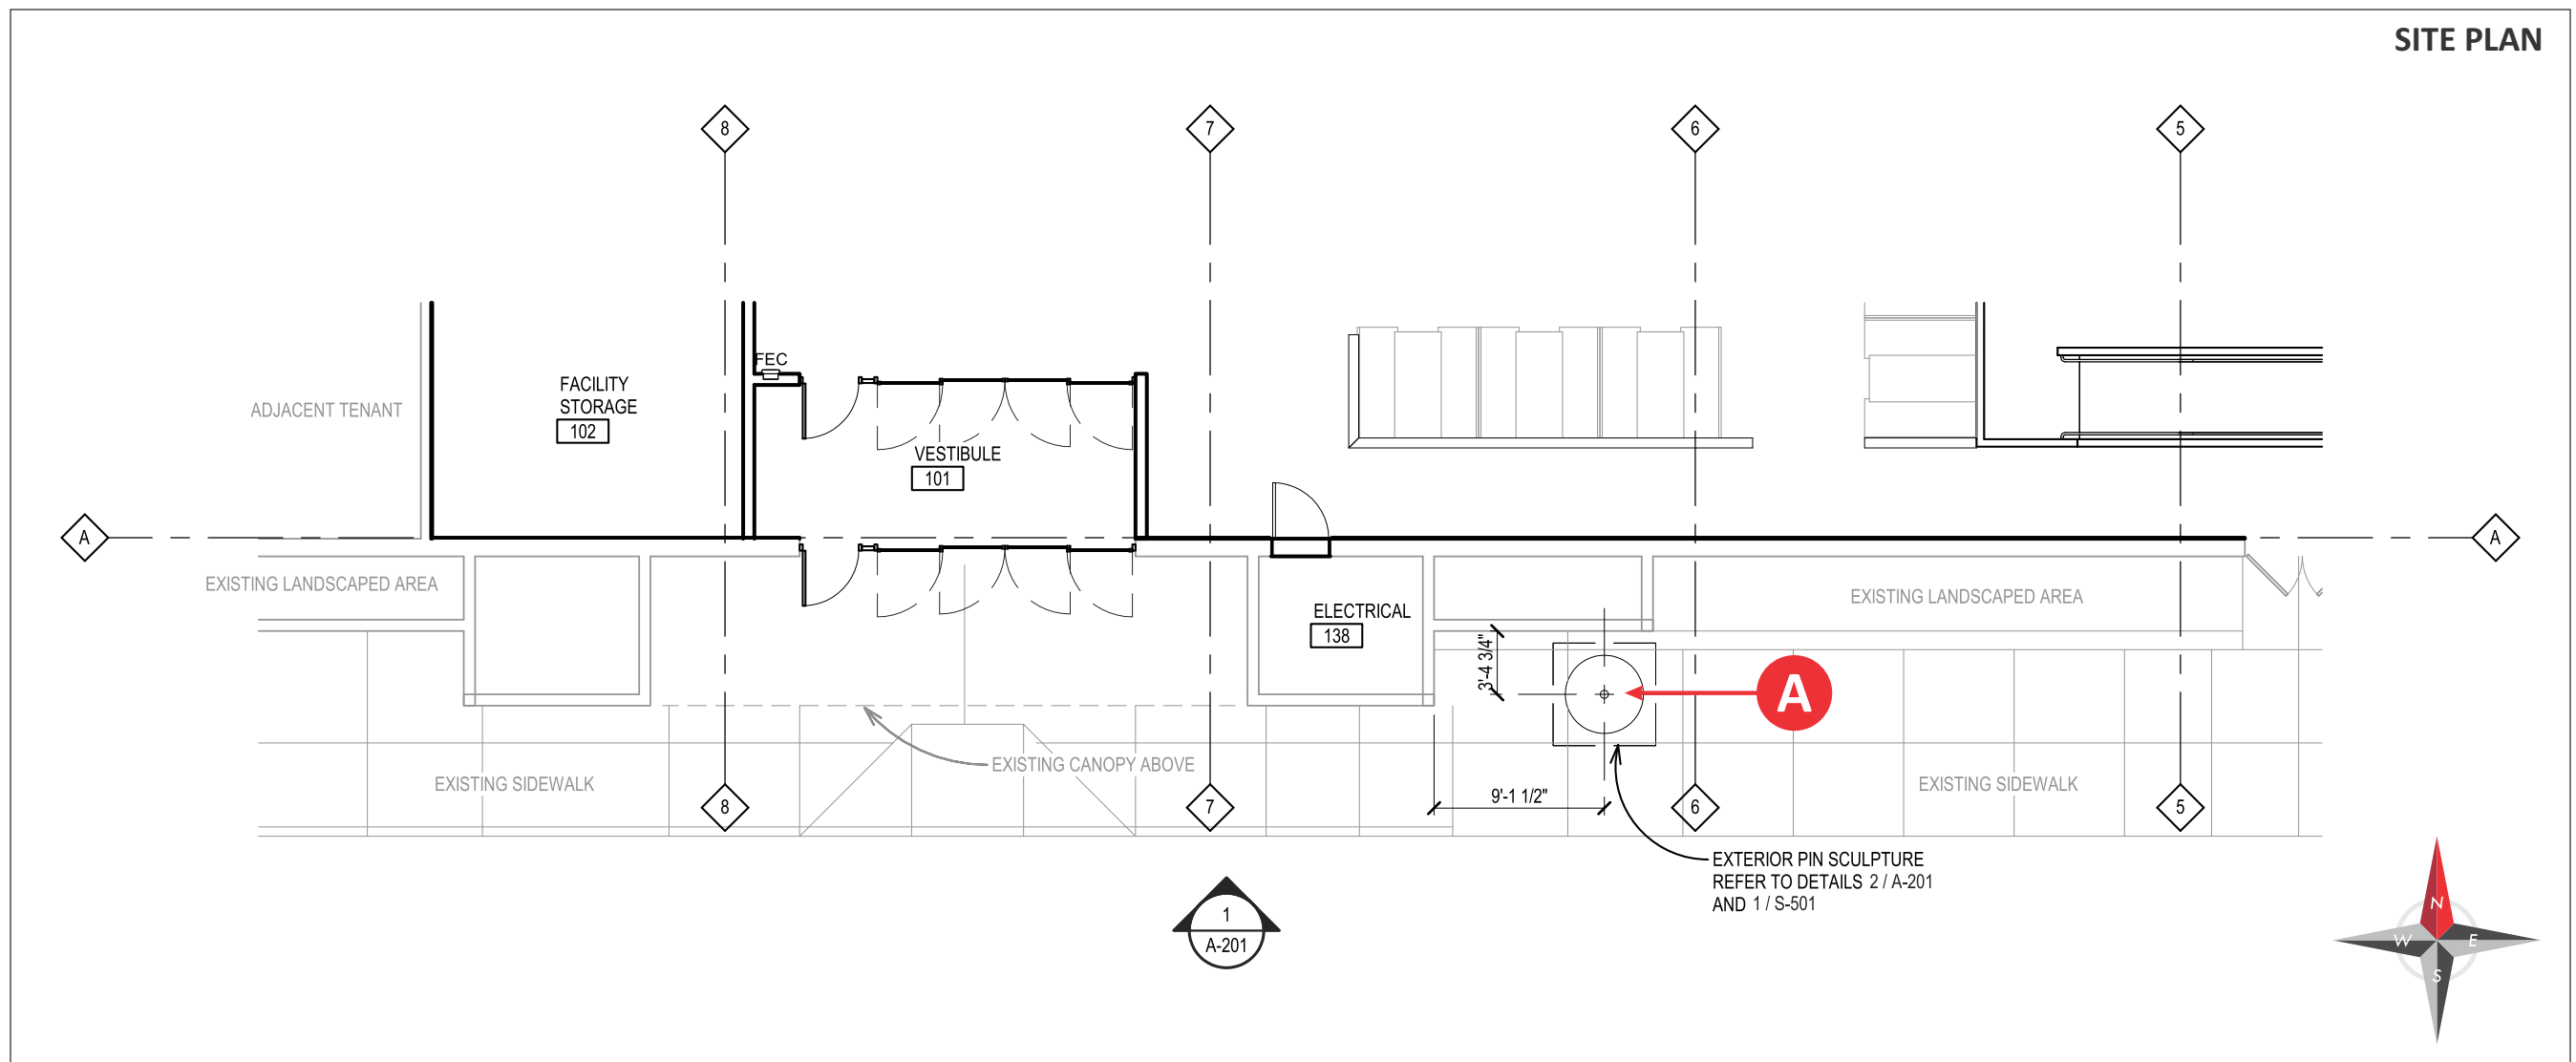 SITE PLAN
8
7
6
5
FEC
FACILITY
STORAGE
102
ADJACENT TENANT
VESTIBULE
101
A
A
EXISTING LANDSCAPED AREA
EXISTING LANDSCAPED AREA
ELECTRICAL
138
3'-4 3/4"
A
EXISTING CANOPY ABOVE
EXISTING SIDEWALK
EXISTING SIDEWALK
9'-1 1/2"
8
7
6
5
EXTERIOR PIN SCULPTURE
REFER TO DETAILS 2 / A-201
AND 1 / S-501
1
A-201
N
W
E
S